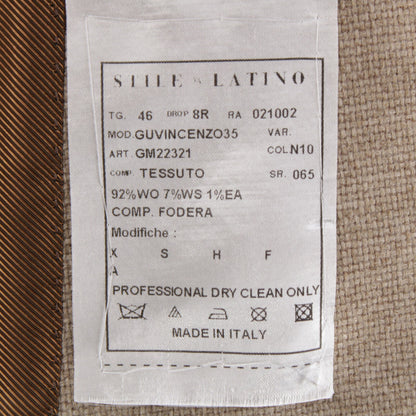 STILE LATINO
TG. 46 DROP 8R RA 021002
MOD. GUVINCENZO35 VAR.
ART. GM22321 COL. N10
COMP. TESSUTO SR. 065
92%WO 7%WS 1%EA
COMP. FODERA
Modifiche :
X S H F
A
PROFESSIONAL DRY CLEAN ONLY
MADE IN ITALY